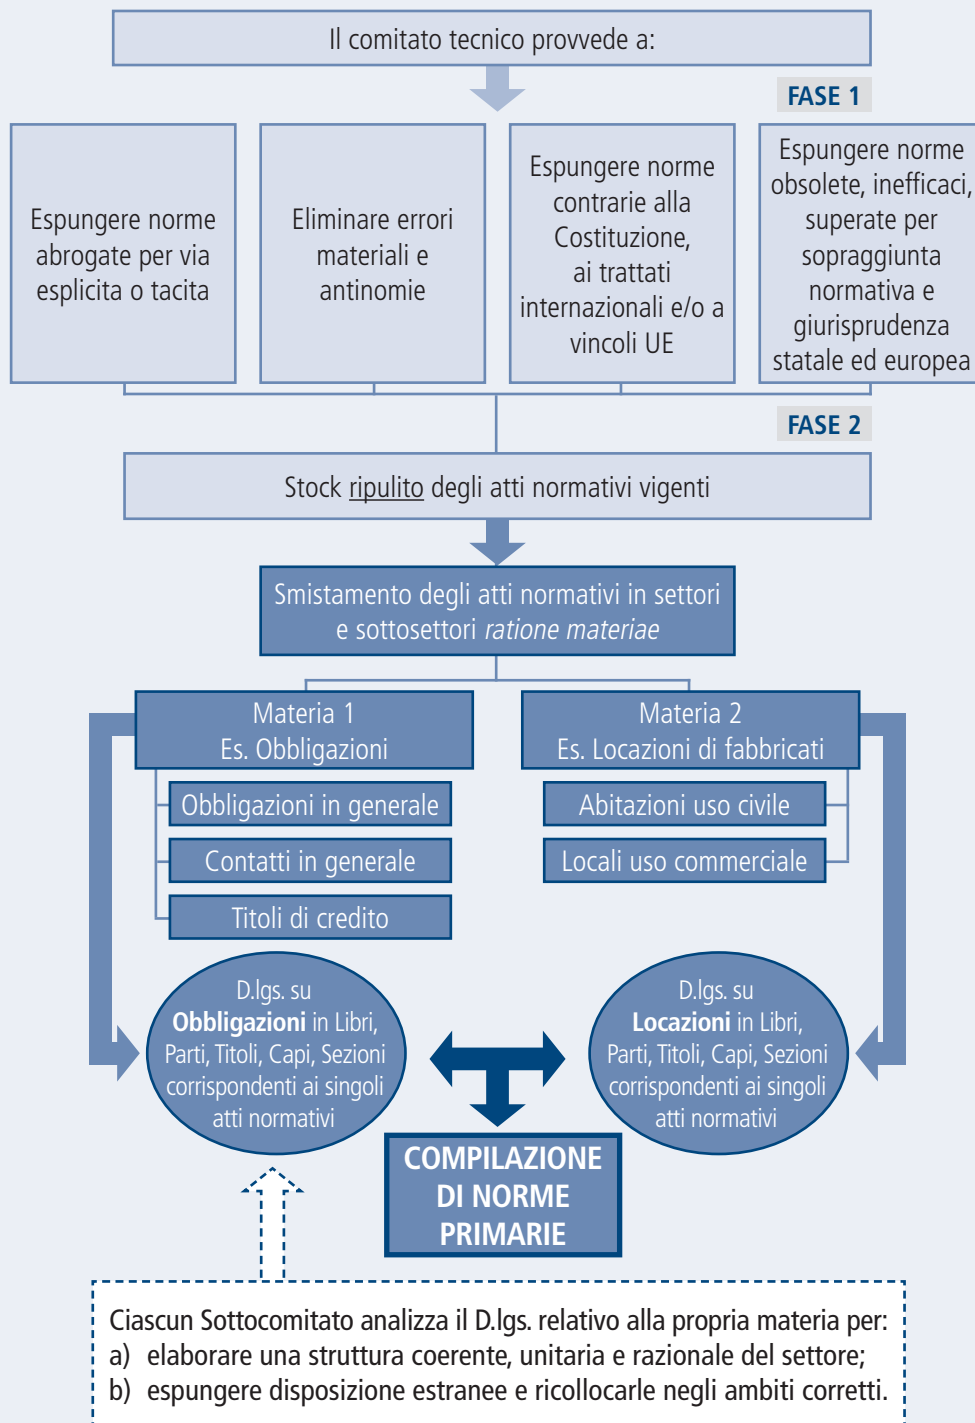 Il comitato tecnico provvede a:
FASE 1
Espungere norme
abrogate per via
esplicita o tacita
Eliminare errori
materiali e
antinomie
Espungere norme
contrarie alla
Costituzione,
ai trattati
internazionali e/o a
vincoli UE
Espungere norme
obsolete, inefficaci,
superate per
sopraggiunta
normativa e
giurisprudenza
statale ed europea
FASE 2
Stock ripulito degli atti normativi vigenti
Smistamento degli atti normativi in settori
e sottosettori ratione materiae
Materia 1
Es. Obbligazioni
Obbligazioni in generale
Contatti in generale
Titoli di credito
Materia 2
Es. Locazioni di fabbricati
Abitazioni uso civile
Locali uso commerciale
D.lgs. su
Obbligazioni in Libri,
Parti, Titoli, Capi, Sezioni
corrispondenti ai singoli
atti normativi
D.lgs. su
Locazioni in Libri,
Parti, Titoli, Capi, Sezioni
corrispondenti ai singoli
atti normativi
COMPILAZIONE
DI NORME
PRIMARIE
Ciascun Sottocomitato analizza il D.lgs. relativo alla propria materia per:
a) elaborare una struttura coerente, unitaria e razionale del settore;
b) espungere disposizione estranee e ricollocarle negli ambiti corretti.